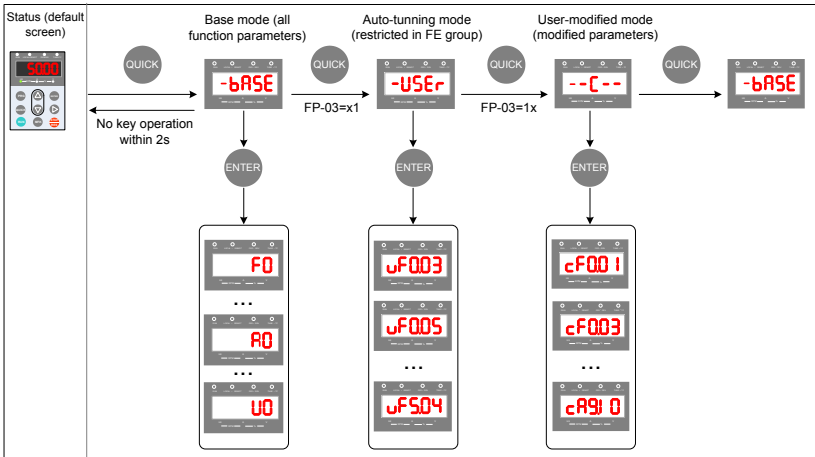 Status (default
screen)
50.00
QUICK
No key operation
within 2s
Base mode (all
function parameters)
-bASE
ENTER
F0
...
A0
...
U0
QUICK
FP-03=x1
Auto-tunning mode
(restricted in FE group)
-USEr
ENTER
uF0.03
uF0.05
...
uF5.04
QUICK
FP-03=1x
User-modified mode
(modified parameters)
--C--
ENTER
cF0.01
cF0.03
...
cA9.10
QUICK
-bASE